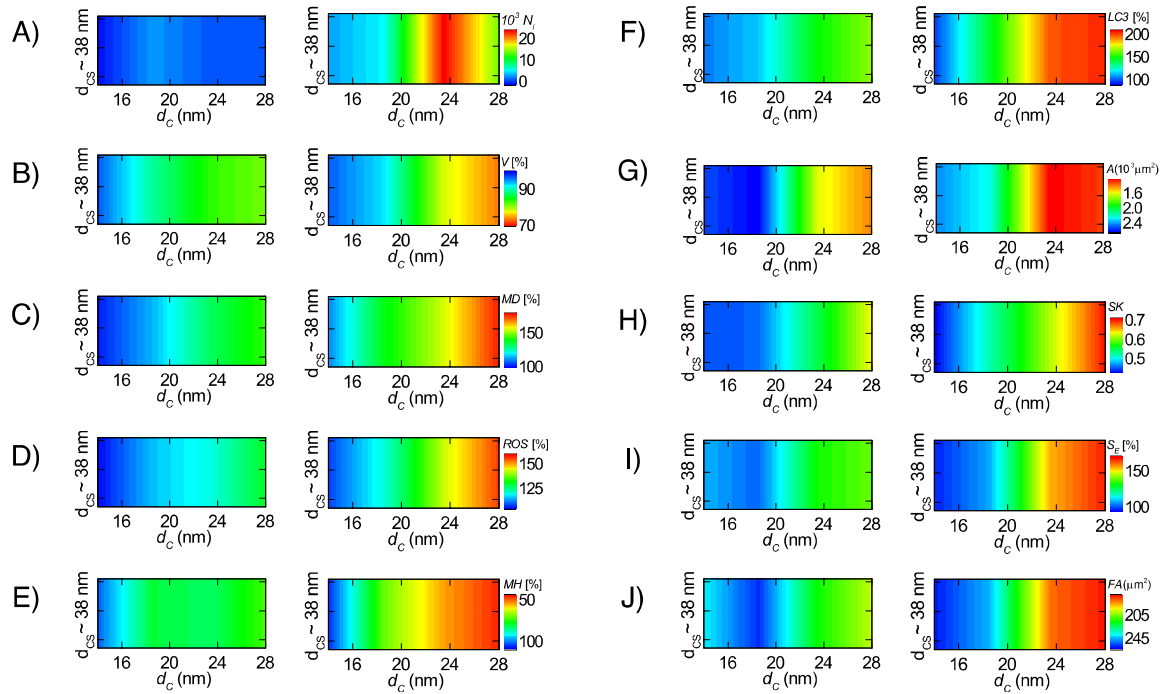 A)
d_CS ~ 38 nm
16 20 24 28
d_C (nm)
d_CS ~ 38 nm
16 20 24 28
d_C (nm)
10³ N_i
20
10
0
B)
d_CS ~ 38 nm
16 20 24 28
d_C (nm)
d_CS ~ 38 nm
16 20 24 28
d_C (nm)
V [%]
90
70
C)
d_CS ~ 38 nm
16 20 24 28
d_C (nm)
d_CS ~ 38 nm
16 20 24 28
d_C (nm)
MD [%]
150
100
D)
d_CS ~ 38 nm
16 20 24 28
d_C (nm)
d_CS ~ 38 nm
16 20 24 28
d_C (nm)
ROS [%]
150
125
E)
d_CS ~ 38 nm
16 20 24 28
d_C (nm)
d_CS ~ 38 nm
16 20 24 28
d_C (nm)
MH [%]
50
100
F)
d_CS ~ 38 nm
16 20 24 28
d_C (nm)
d_CS ~ 38 nm
16 20 24 28
d_C (nm)
LC3 [%]
200
150
100
G)
d_CS ~ 38 nm
16 20 24 28
d_C (nm)
d_CS ~ 38 nm
16 20 24 28
d_C (nm)
A(10³μm²)
1.6
2.0
2.4
H)
d_CS ~ 38 nm
16 20 24 28
d_C (nm)
d_CS ~ 38 nm
16 20 24 28
d_C (nm)
SK
0.7
0.6
0.5
I)
d_CS ~ 38 nm
16 20 24 28
d_C (nm)
d_CS ~ 38 nm
16 20 24 28
d_C (nm)
S_E [%]
150
100
J)
d_CS ~ 38 nm
16 20 24 28
d_C (nm)
d_CS ~ 38 nm
16 20 24 28
d_C (nm)
FA(μm²)
205
245